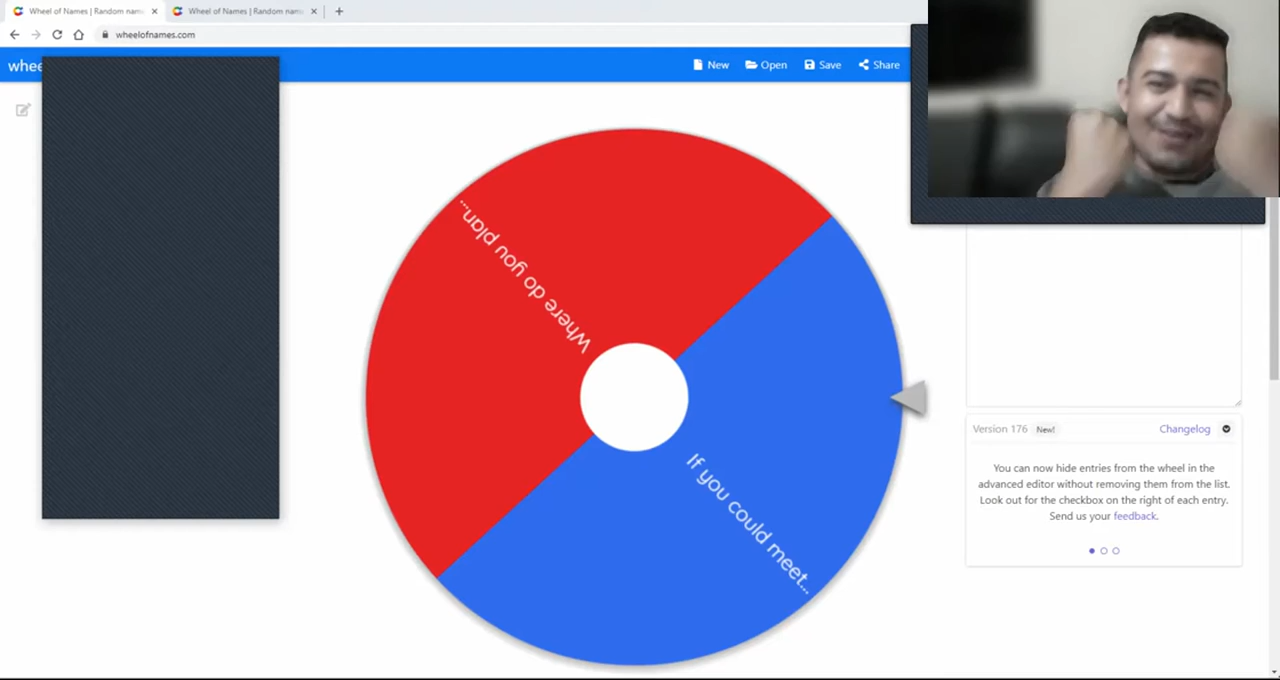 Wheel of Names | Random nam
Wheel of Names | Random nam
wheelofnames.com
whee
New
Open
Save
Share
Where do you plan...
If you could meet...
Version 176 New!
Changelog
You can now hide entries from the wheel in the
advanced editor without removing them from the list.
Look out for the checkbox on the right of each entry.
Send us your feedback.